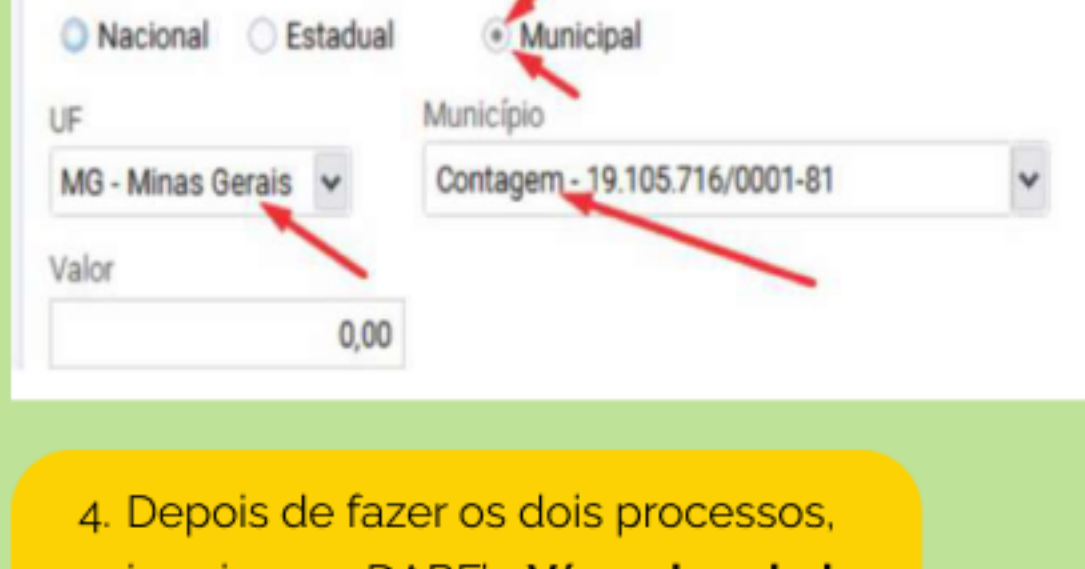 Nacional Estadual Municipal
UF Município
MG - Minas Gerais Contagem - 19.105.716/0001-81
Valor
0,00
4. Depois de fazer os dois processos,